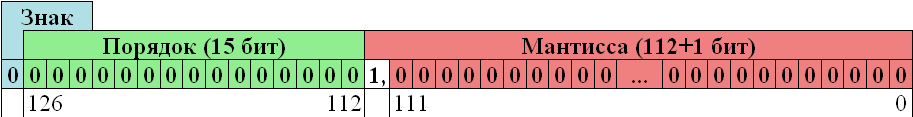 Знак
Порядок (15 бит) Мантисса (112+1 бит)
0 0 0 0 0 0 0 0 0 0 0 0 0 0 0 0 1, 0 0 0 0 0 0 0 0 0 0 ... 0 0 0 0 0 0 0 0 0 0 0
126 112 111 0